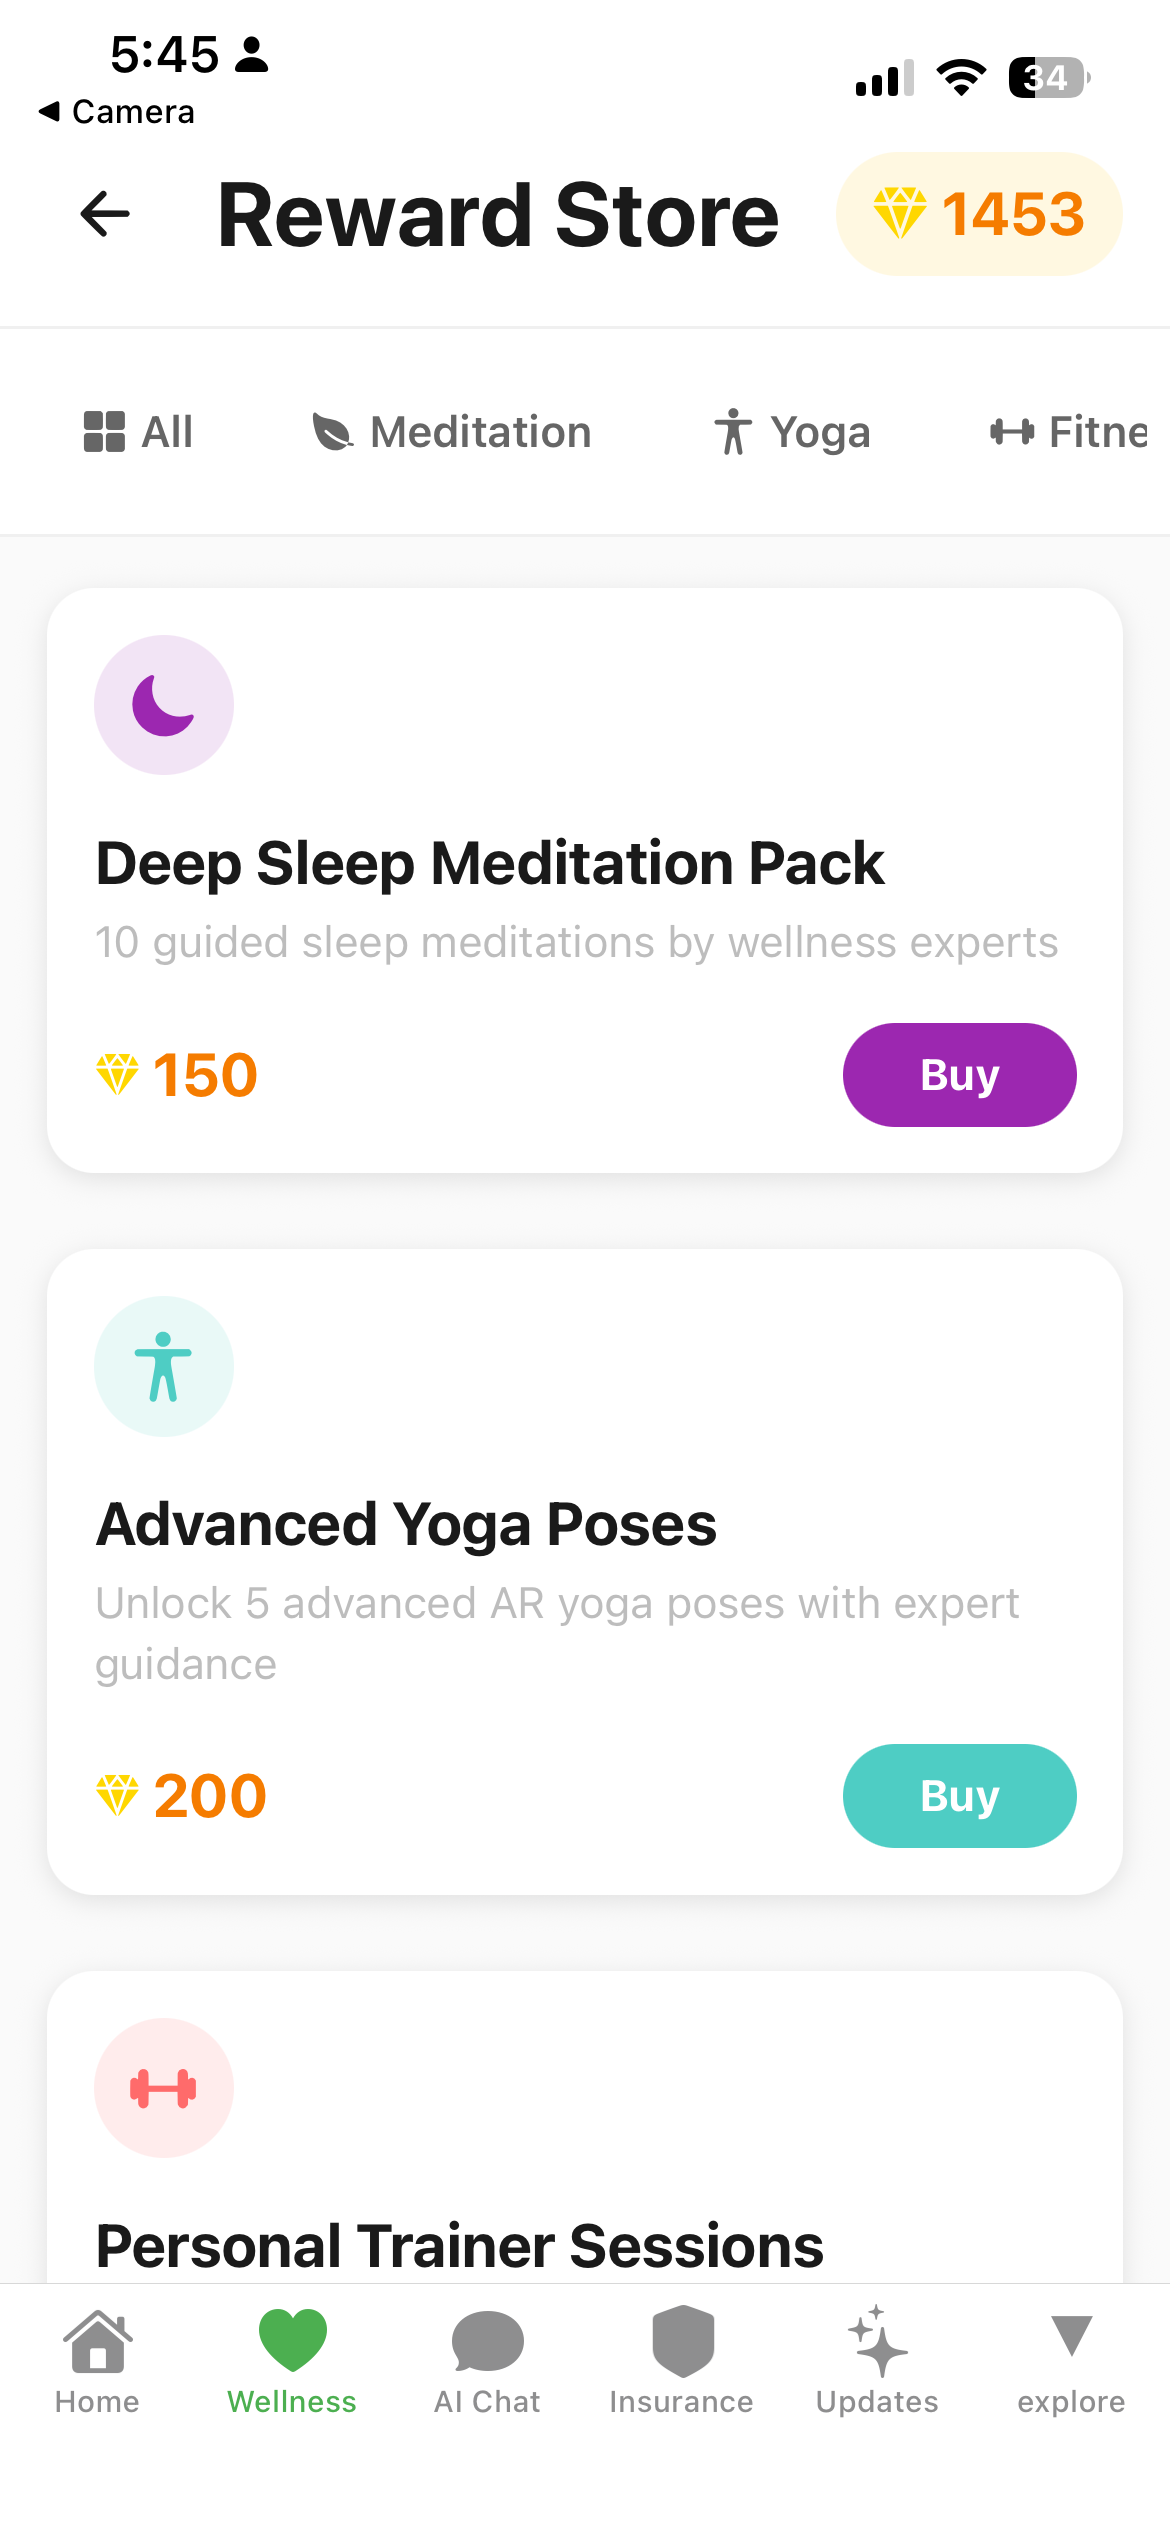 5:45
34
Camera
Reward Store
1453
All
Meditation
Yoga
Fitne
Deep Sleep Meditation Pack
10 guided sleep meditations by wellness experts
150
Buy
Advanced Yoga Poses
Unlock 5 advanced AR yoga poses with expert
guidance
200
Buy
Personal Trainer Sessions
Home
Wellness
AI Chat
Insurance
Updates
explore